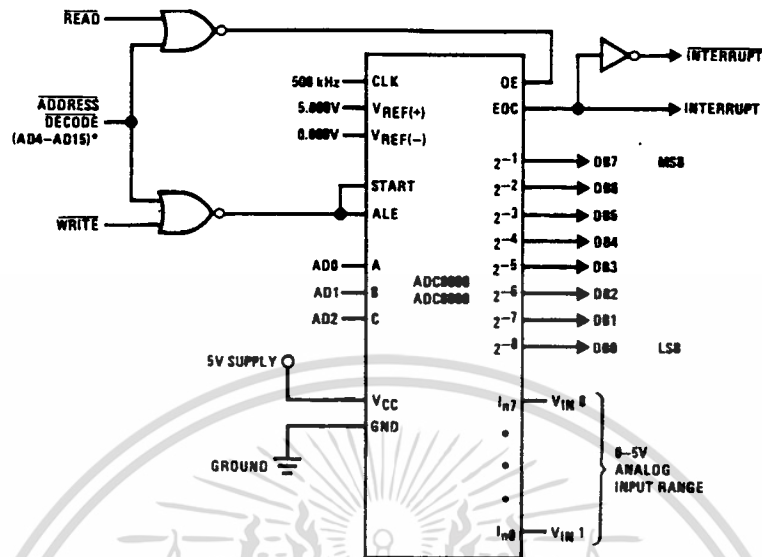 READ
ADDRESS
DECODE
(AD4–AD15)*
WRITE
500 kHz
CLK
5.000V
VREF(+)
0.000V
VREF(–)
START
ALE
AD0
A
AD1
B
AD2
C
5V SUPPLY
VCC
GND
GROUND
OE
INTERRUPT
EOC
INTERRUPT
2–1
DB7
MSB
2–2
DB6
2–3
DB5
2–4
DB4
2–5
DB3
2–6
DB2
2–7
DB1
2–8
DB0
LSB
In7
VIN 8
0–5V
ANALOG
INPUT RANGE
In0
VIN 1